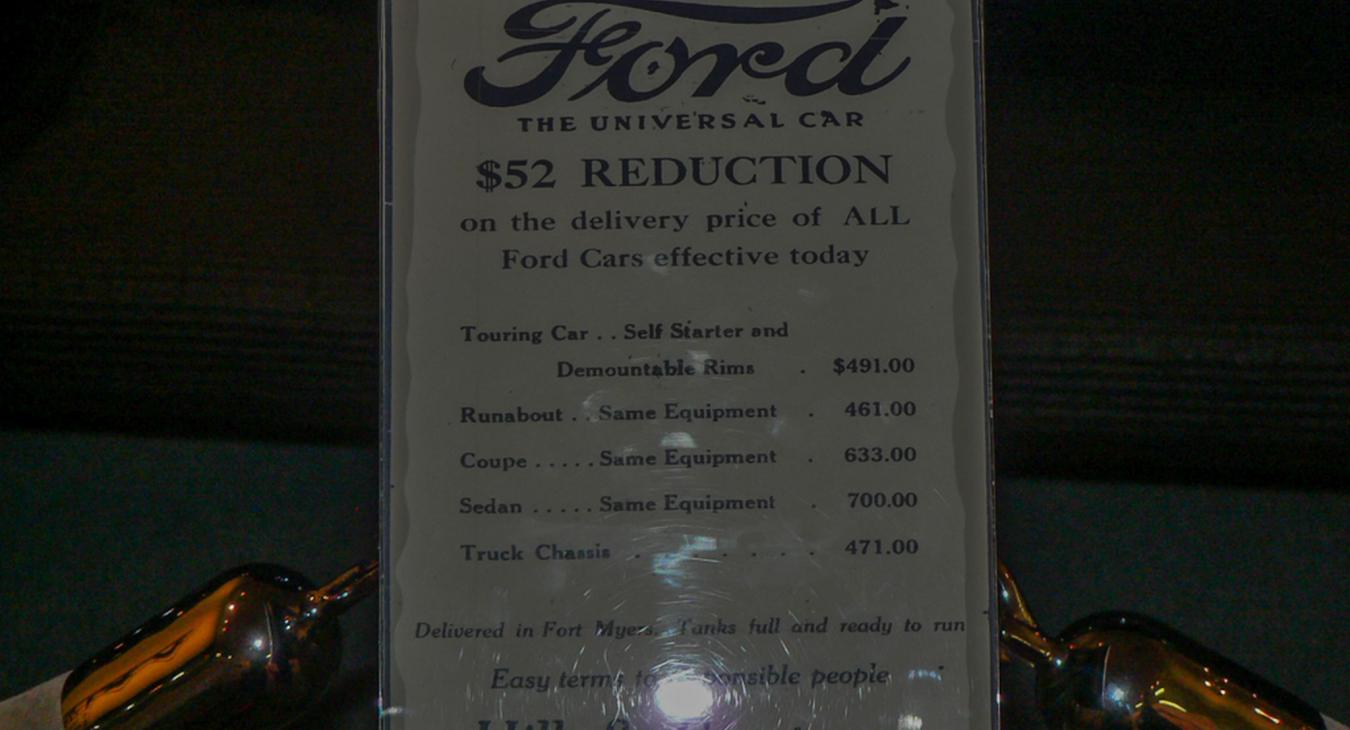 Ford
THE UNIVERSAL CAR
$52 REDUCTION
on the delivery price of ALL
Ford Cars effective today
Touring Car . . Self Starter and
Demountable Rims . $491.00
Runabout . . Same Equipment . 461.00
Coupe . . . . . Same Equipment . 633.00
Sedan . . . . . Same Equipment . 700.00
Truck Chassis . . . . . . 471.00
Delivered in Fort Myers. Tanks full and ready to run
Easy terms to people